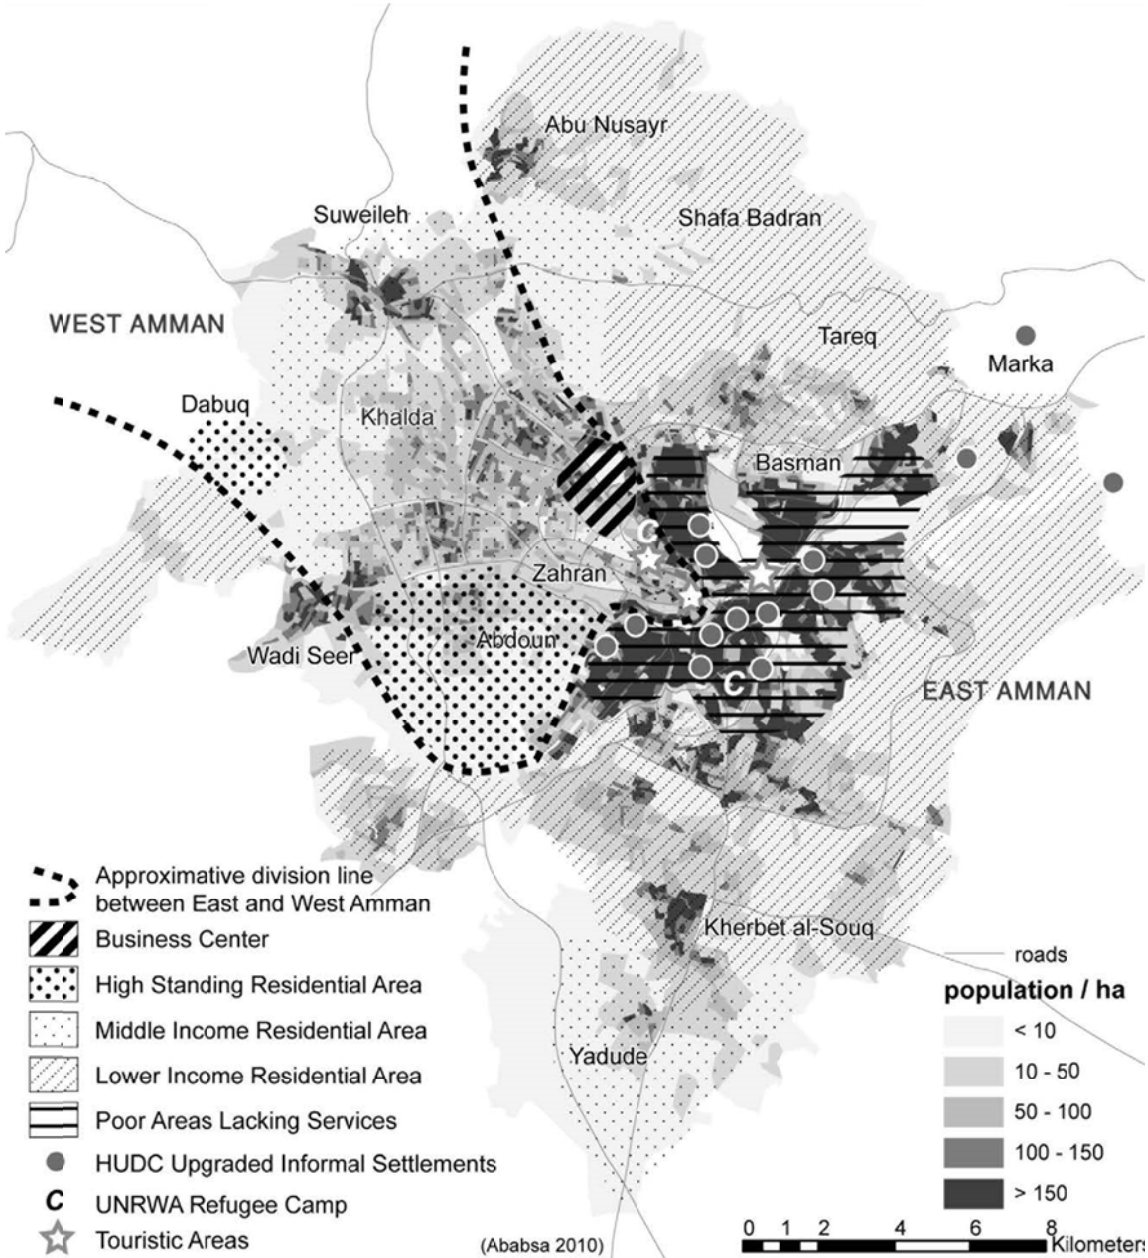 Abu Nusayr
Suweileh
Shafa Badran
WEST AMMAN
Tareq
Marka
Dabuq
Khalda
Basman
C
Zahran
Abdoun
Wadi Seer
C
EAST AMMAN
Approximative division line
between East and West Amman
Business Center
High Standing Residential Area
Middle Income Residential Area
Lower Income Residential Area
Poor Areas Lacking Services
HUDC Upgraded Informal Settlements
C UNRWA Refugee Camp
Touristic Areas
Kherbet al-Souq
Yadude
roads
population / ha
< 10
10 - 50
50 - 100
100 - 150
> 150
(Ababsa 2010)
0 1 2 4 6 8
Kilometers